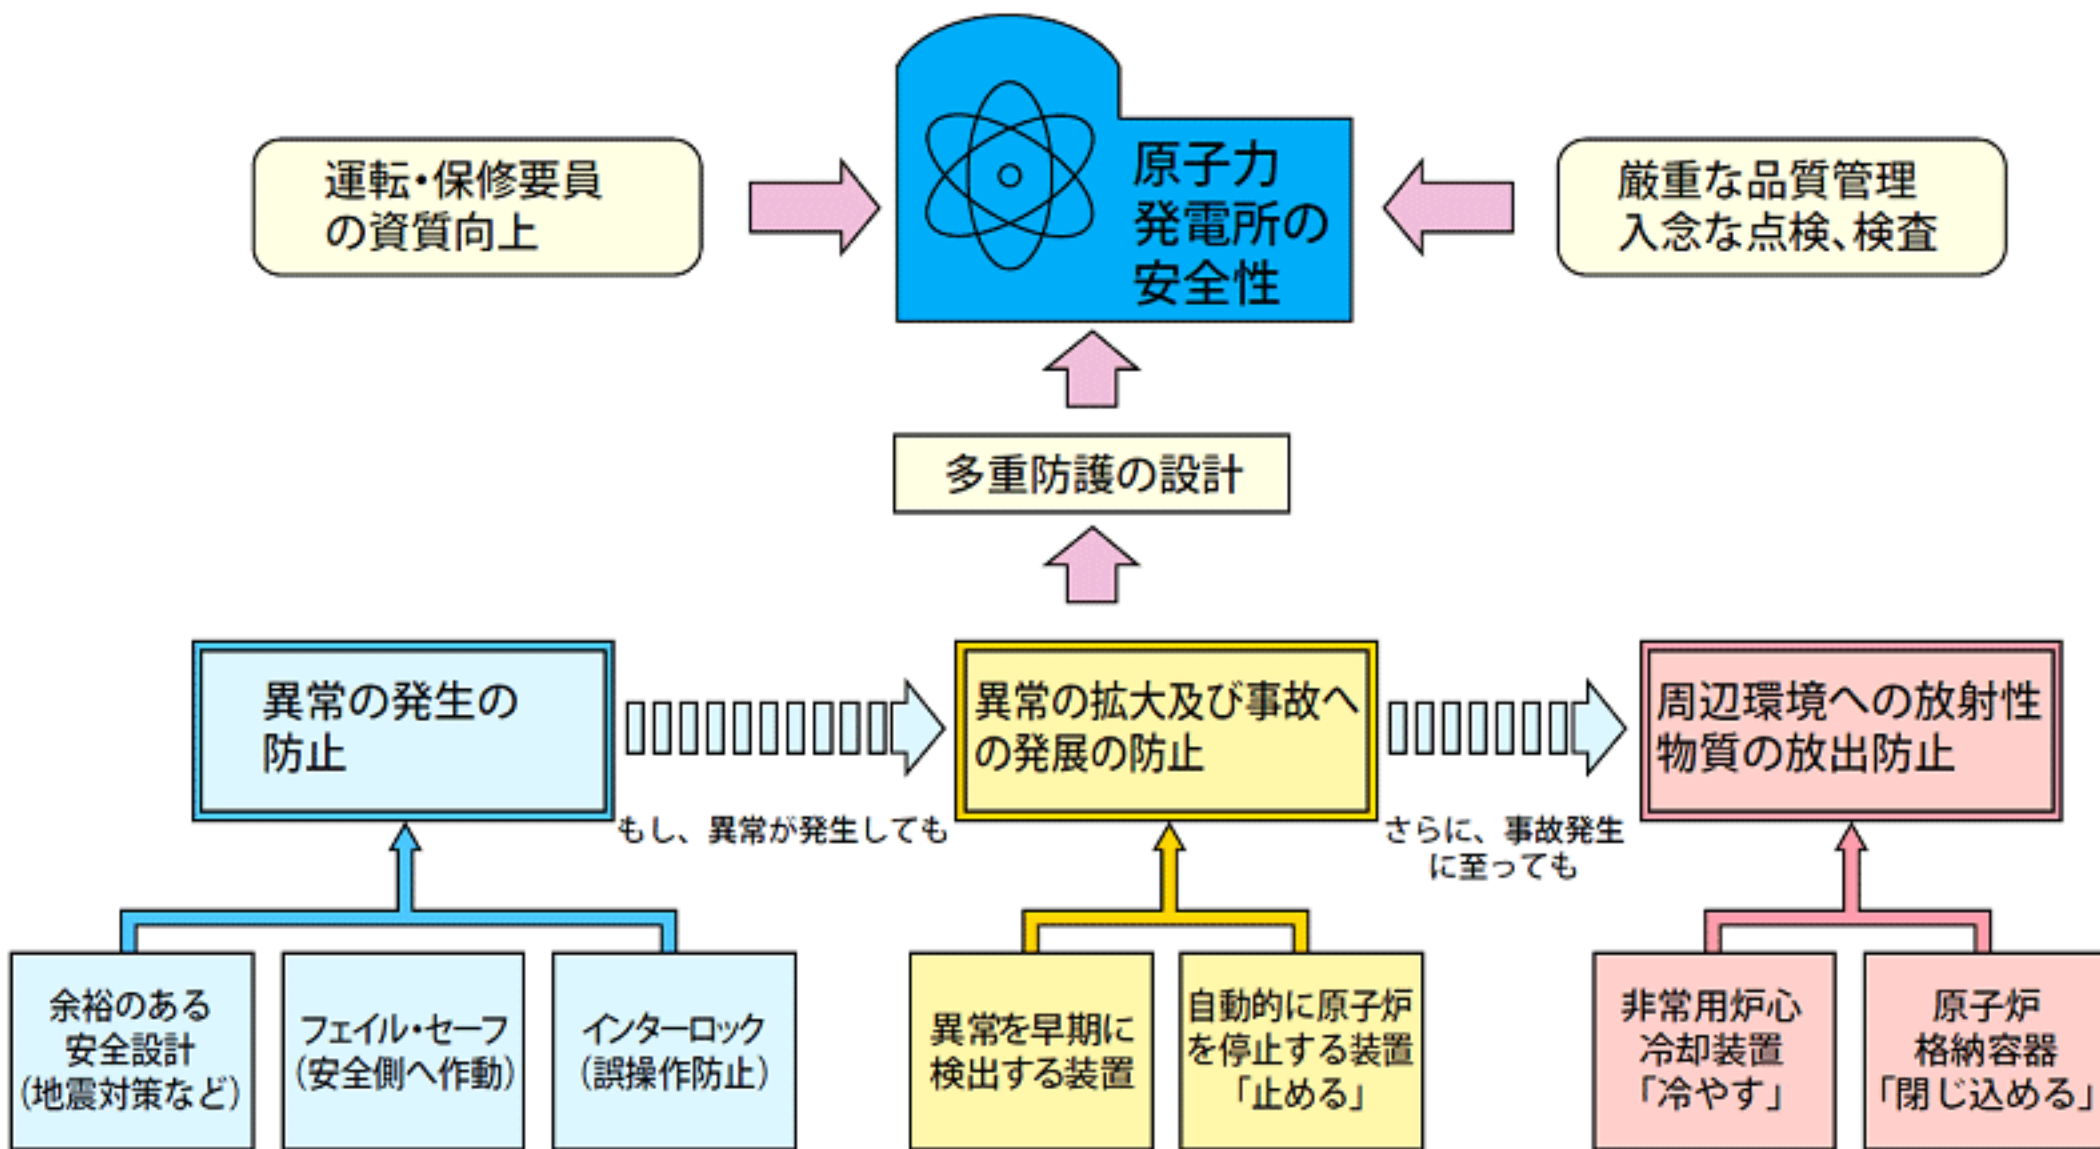 運転・保修要員
の資質向上
原子力
発電所の
安全性
厳重な品質管理
入念な点検、検査
多重防護の設計
異常の発生の
防止
もし、異常が発生しても
異常の拡大及び事故へ
の発展の防止
さらに、事故発生
に至っても
周辺環境への放射性
物質の放出防止
余裕のある
安全設計
(地震対策など)
フェイル・セーフ
(安全側へ作動)
インターロック
(誤操作防止)
異常を早期に
検出する装置
自動的に原子炉
を停止する装置
「止める」
非常用炉心
冷却装置
「冷やす」
原子炉
格納容器
「閉じ込める」